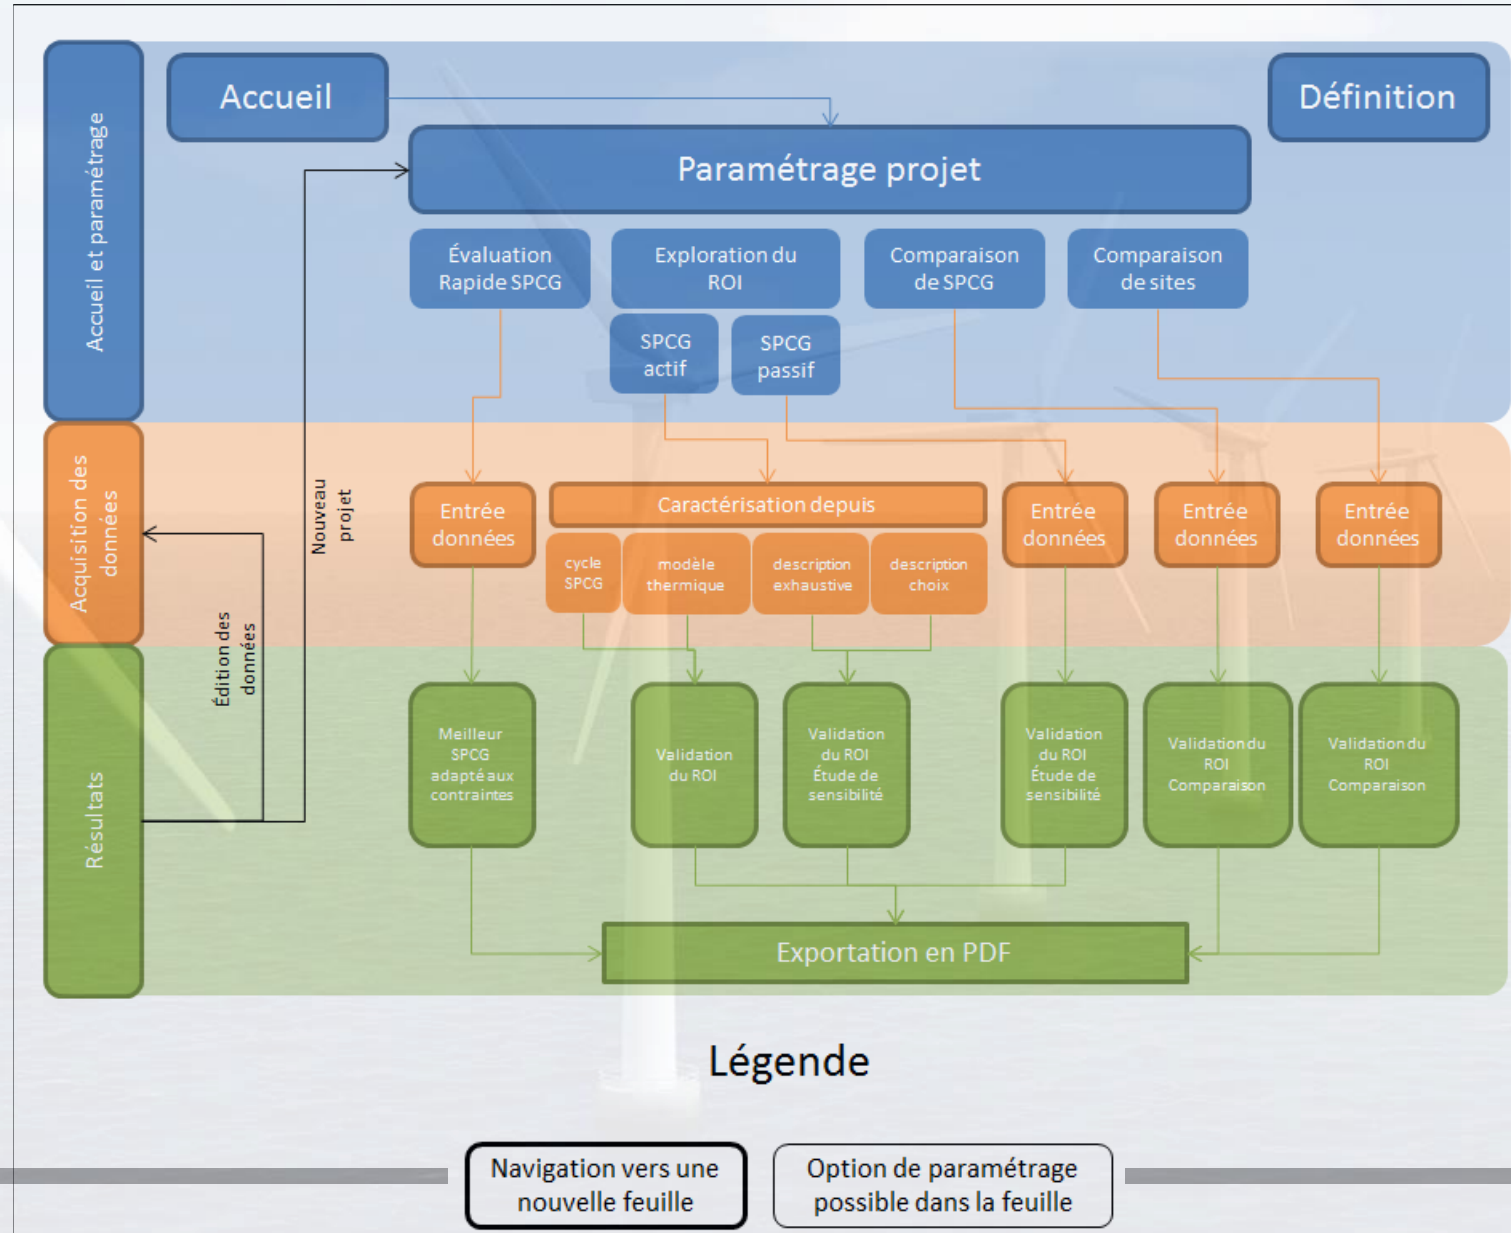 Accueil
Définition
Accueil et paramétrage
Paramétrage projet
Évaluation
Rapide SPCG
Exploration du
ROI
Comparaison
de SPCG
Comparaison
de sites
SPCG
actif
SPCG
passif
Acquisition des
données
Nouveau
projet
Édition des
données
Entrée
données
Caractérisation depuis
cycle
SPCG
modèle
thermique
description
exhaustive
description
choix
Entrée
données
Entrée
données
Entrée
données
Résultats
Meilleur
SPCG
adapté aux
contraintes
Validation
du ROI
Validation
du ROI
Étude de
sensibilité
Validation
du ROI
Étude de
sensibilité
Validation du
ROI
Comparaison
Validation du
ROI
Comparaison
Exportation en PDF
Légende
Navigation vers une
nouvelle feuille
Option de paramétrage
possible dans la feuille